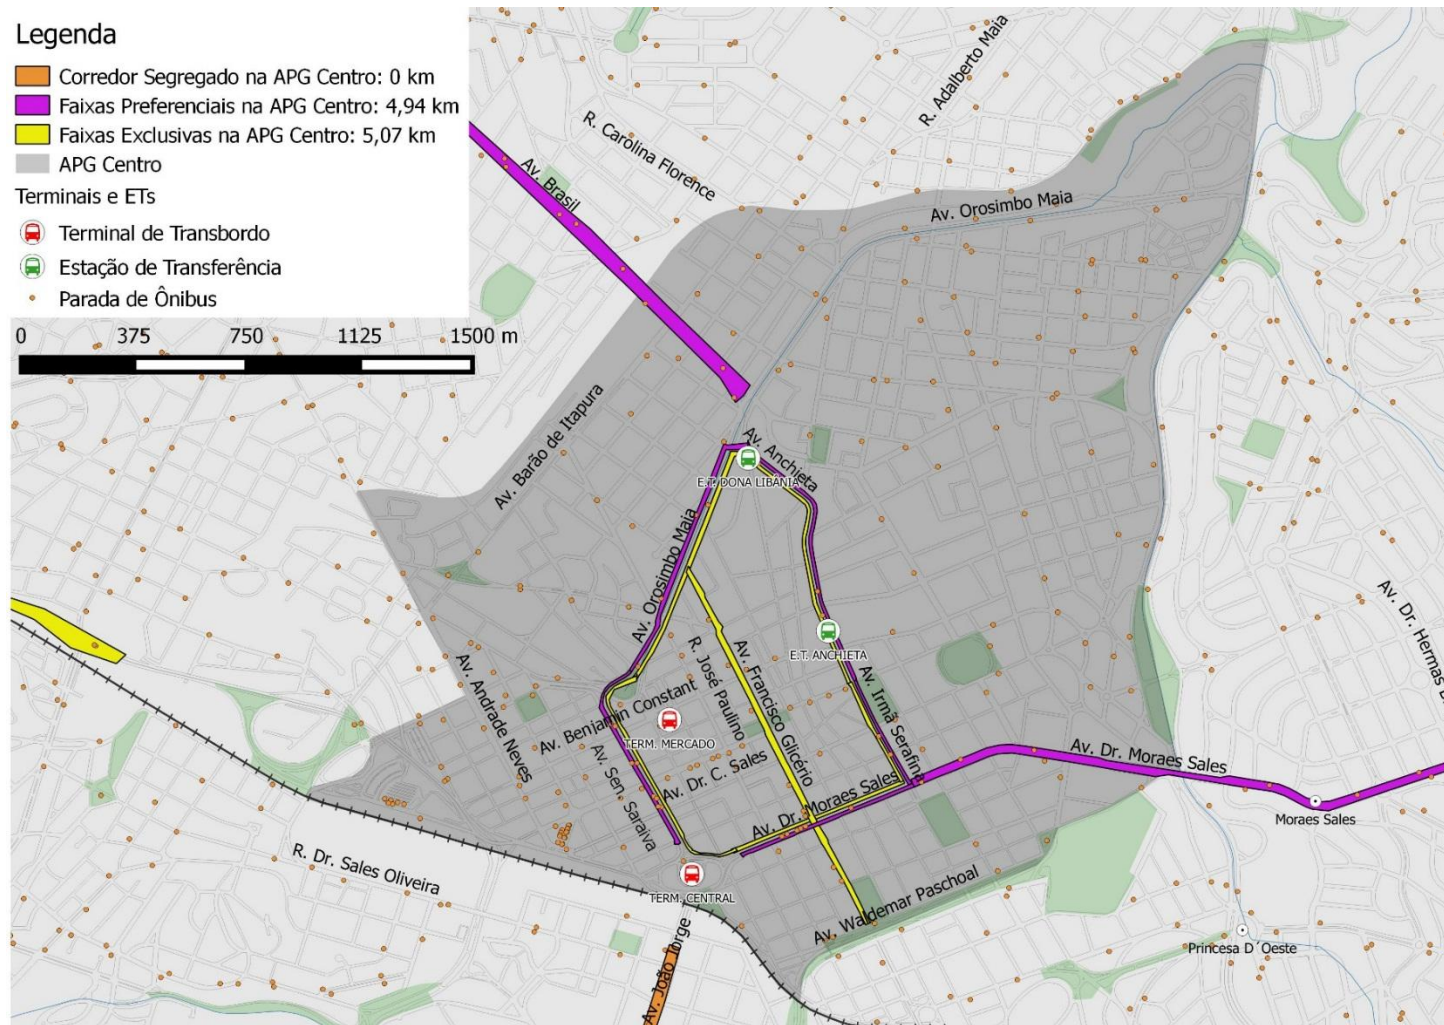 Legenda
Corredor Segregado na APG Centro: 0 km
Faixas Preferenciais na APG Centro: 4,94 km
Faixas Exclusivas na APG Centro: 5,07 km
APG Centro
Terminais e ETs
Terminal de Transbordo
Estação de Transferência
Parada de Ônibus
0 375 750 1125 1500 m
R. Adalberto Maia
R. Carolina Florence
Av. Brasil
Av. Orosimbo Maia
Av. Barão de Itapura
Av. Anchieta
E.T. DONA LIBÂNIA
Av. Orosimbo Maia
Av. Dr. Hermas
E.T. ANCHIETA
Av. Andrade Neves
R. José Paulino
Av. Francisco Glicério
Av. Irmã Serafina
Av. Benjamin Constant
TERM. MERCADO
Av. Sen. Saraiva
Av. Dr. C. Sales
Av. Dr. Moraes Sales
Av. Dr. Moraes Sales
Moraes Sales
R. Dr. Sales Oliveira
TERM. CENTRAL
Av. Waldemar Paschoal
Princesa D´Oeste
Av. João Jorge